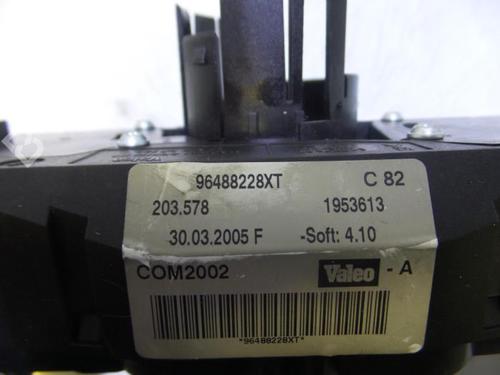 96488228XT C 82
203.578 1953613
30.03.2005 F -Soft: 4.10
COM2002 Valeo - A
*96488228XT*